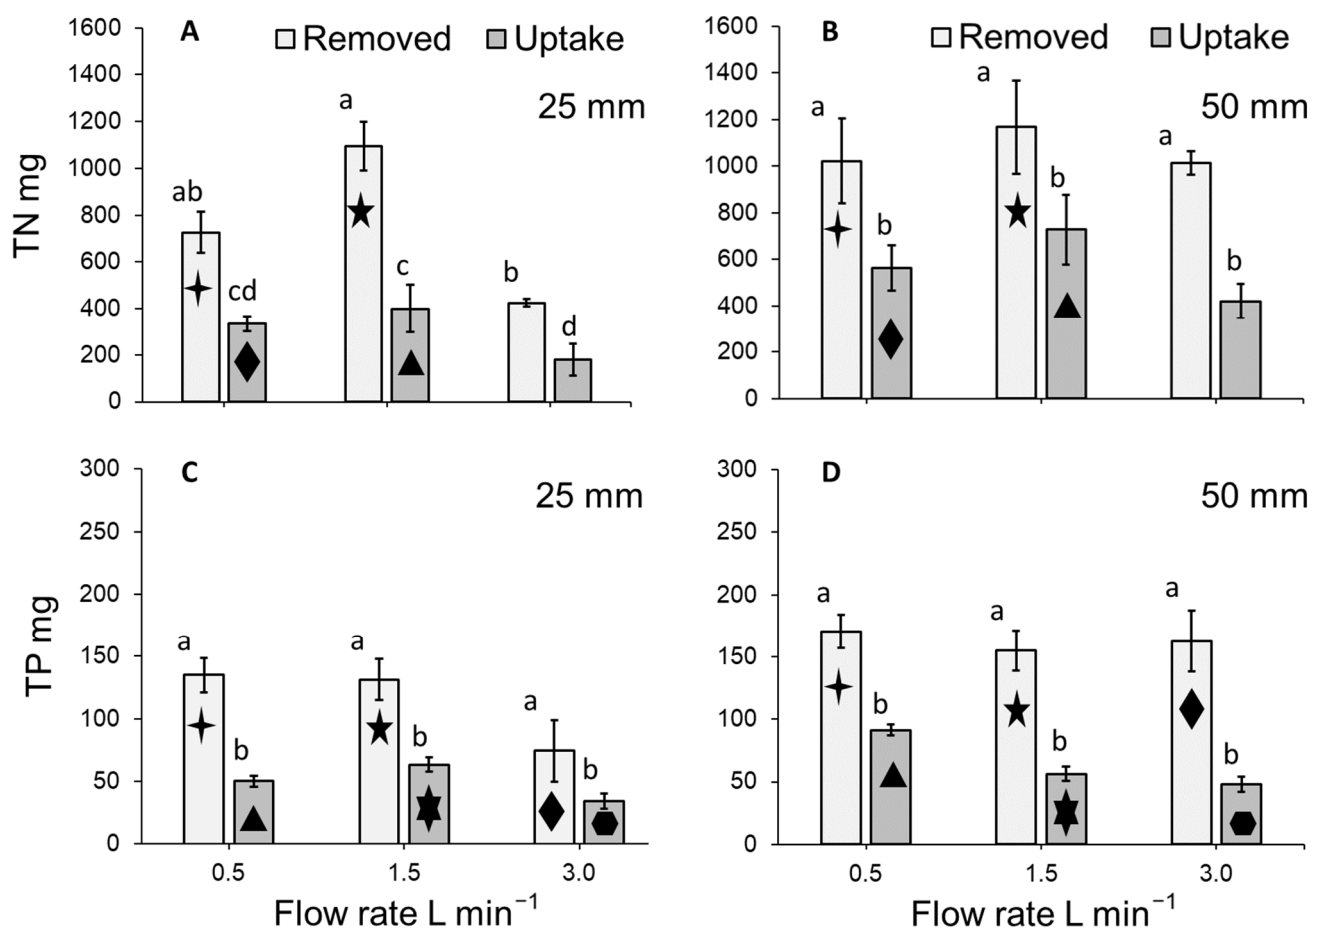 A
Removed
Uptake
25 mm
TN mg
1600
1400
1200
1000
800
600
400
200
0
ab
cd
a
c
b
d
B
Removed
Uptake
50 mm
1600
1400
1200
1000
800
600
400
200
0
a
b
a
b
a
b
C
25 mm
TP mg
300
250
200
150
100
50
0
a
b
a
b
a
b
0.5
1.5
3.0
Flow rate L min⁻¹
D
50 mm
300
250
200
150
100
50
0
a
b
a
b
a
b
0.5
1.5
3.0
Flow rate L min⁻¹